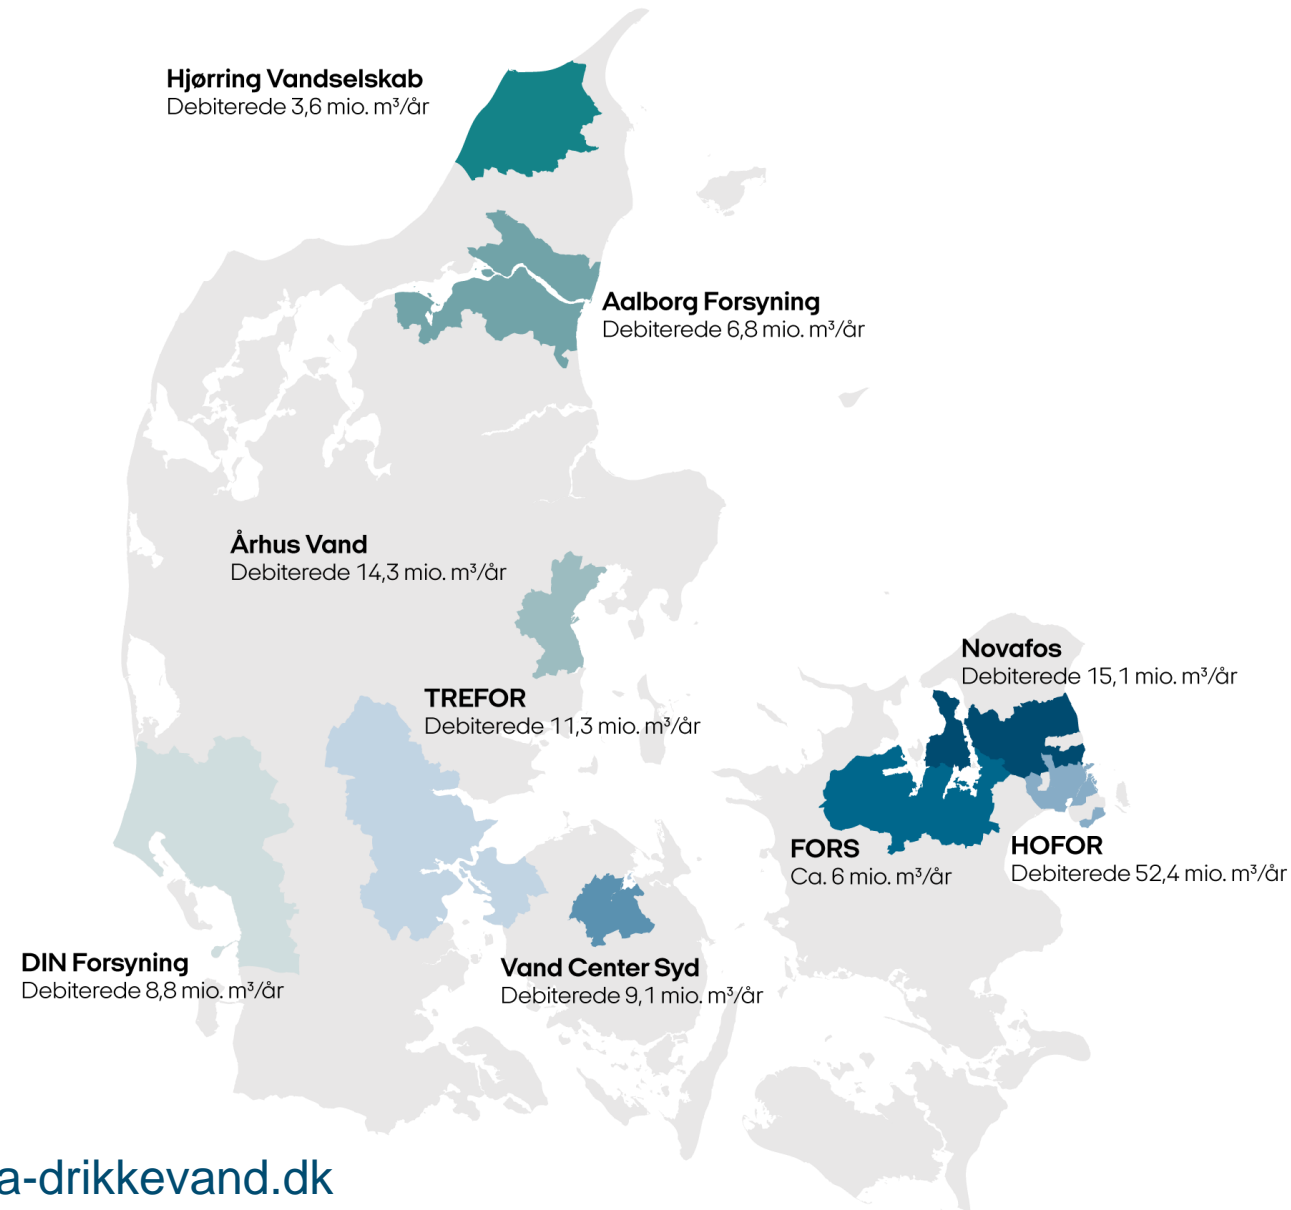 Hjørring Vandselskab
Debiterede 3,6 mio. m³/år
Aalborg Forsyning
Debiterede 6,8 mio. m³/år
Århus Vand
Debiterede 14,3 mio. m³/år
Novafos
Debiterede 15,1 mio. m³/år
TREFOR
Debiterede 11,3 mio. m³/år
FORS
Ca. 6 mio. m³/år
HOFOR
Debiterede 52,4 mio. m³/år
DIN Forsyning
Debiterede 8,8 mio. m³/år
Vand Center Syd
Debiterede 9,1 mio. m³/år
a-drikkevand.dk